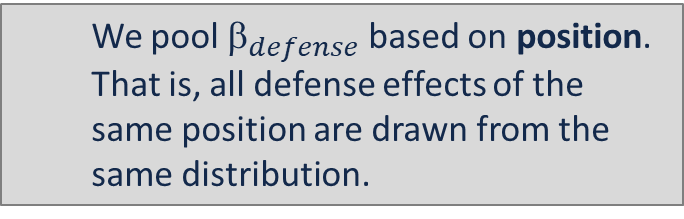 We pool β_defense based on position.
That is, all defense effects of the
same position are drawn from the
same distribution.